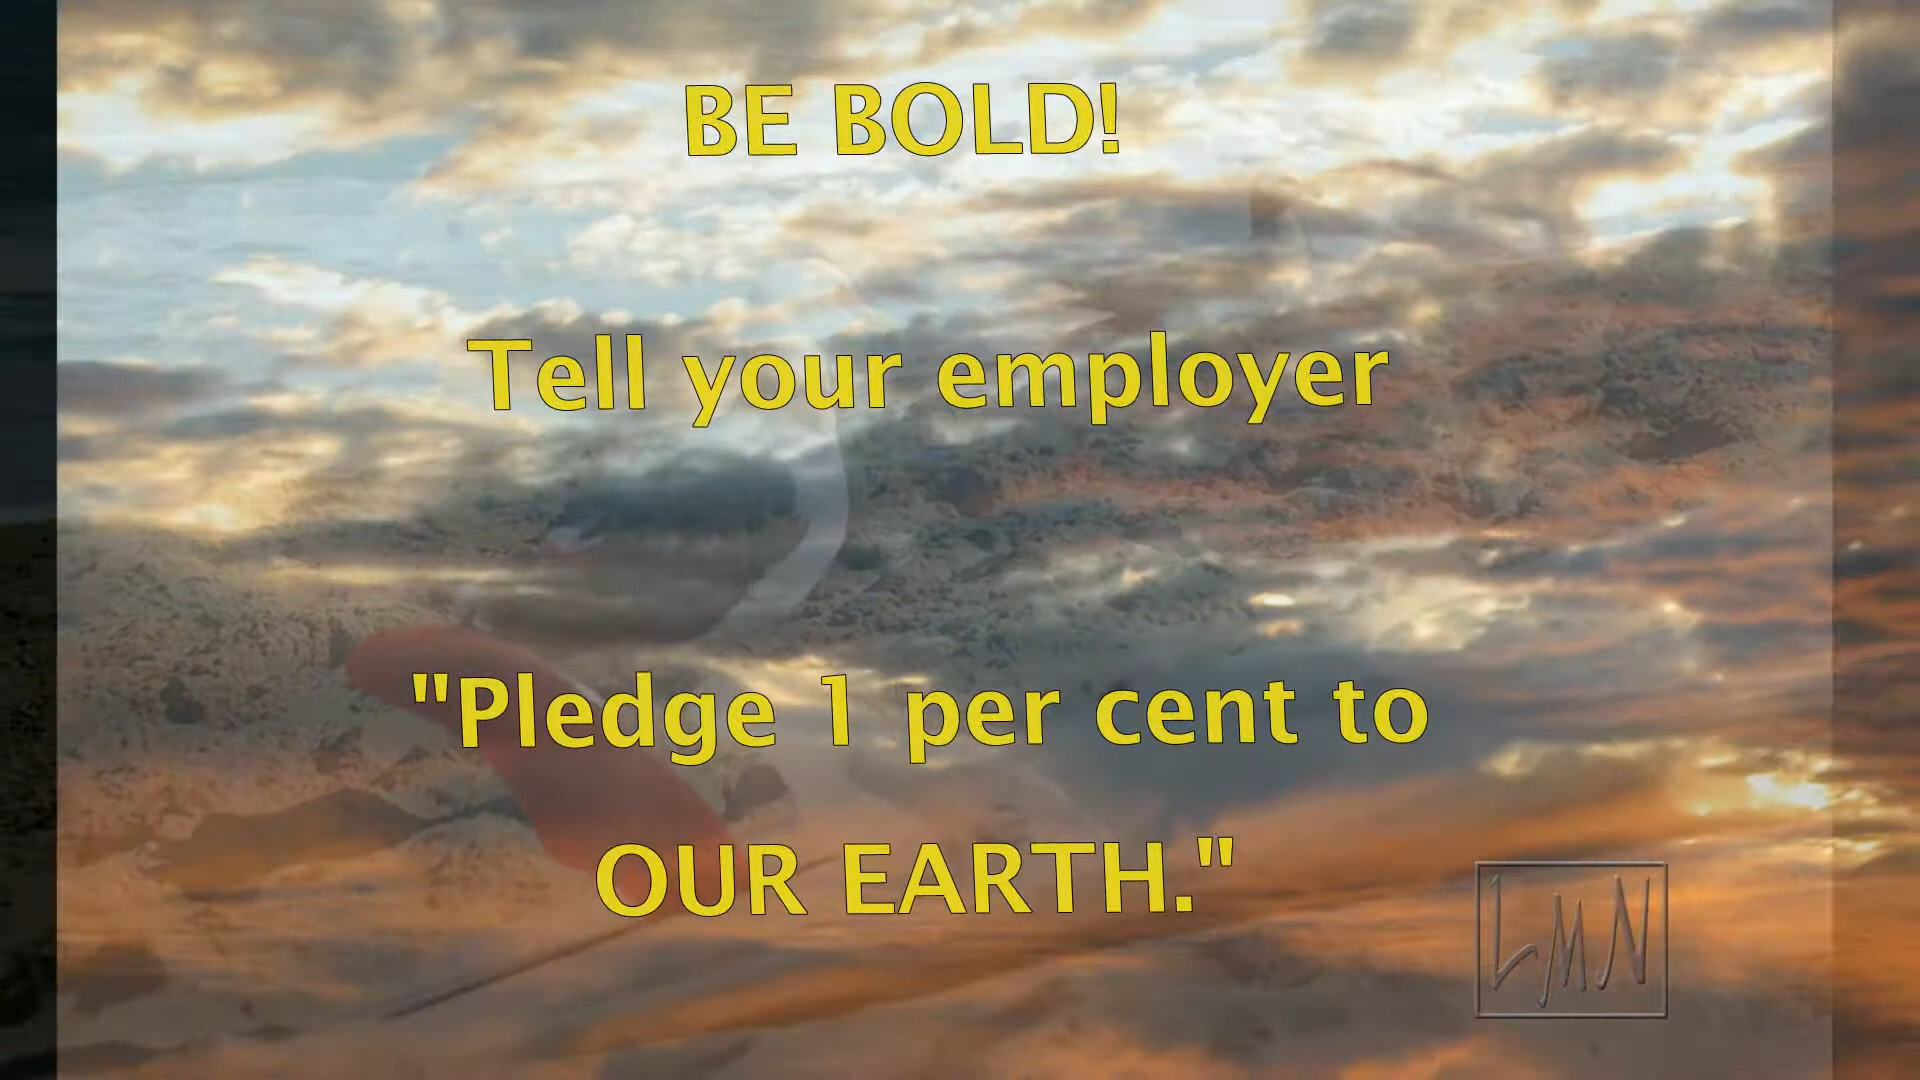 BE BOLD!
Tell your employer
"Pledge 1 per cent to
OUR EARTH."
LMN